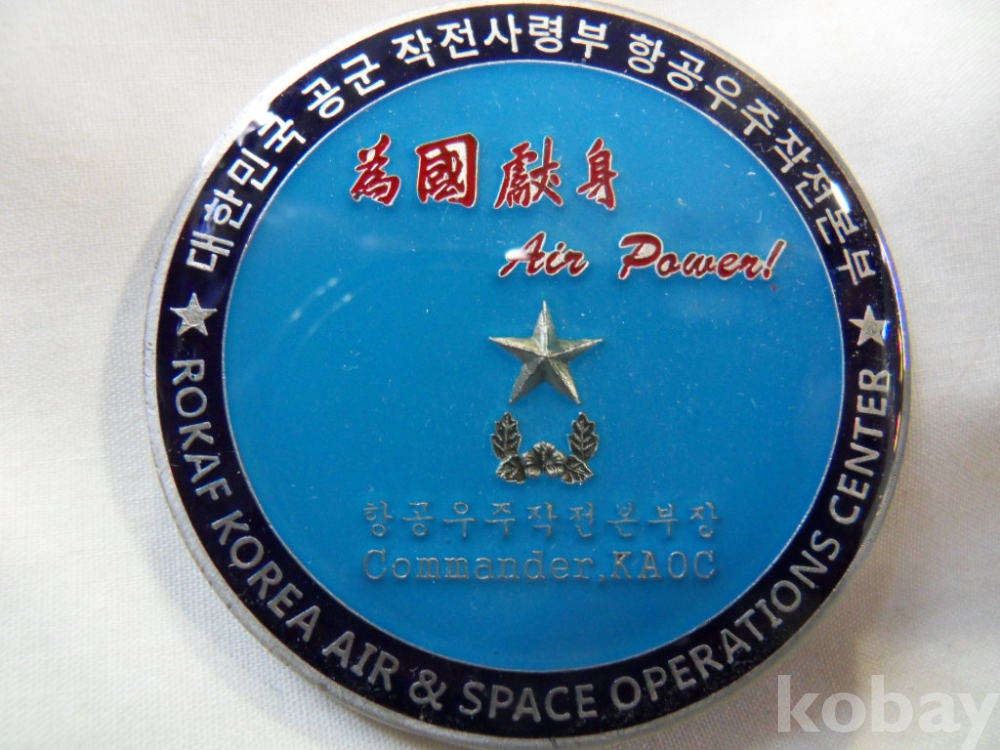 대한민국 공군 작전사령부 항공우주작전본부
為國獻身
Air Power!
항공우주작전본부장
Commander,KAOC
ROKAF KOREA AIR & SPACE OPERATIONS CENTER
kobay